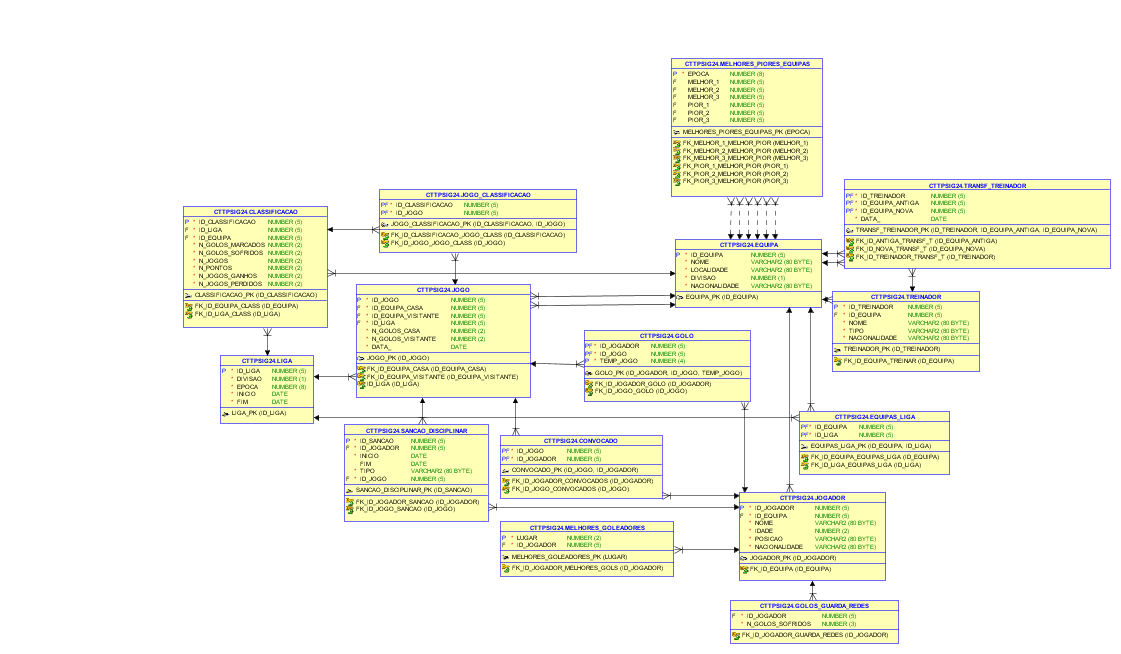 CTTPSIG24.MELHORES_PIORES_EQUIPAS
P * EPOCA NUMBER (8)
F MELHOR_1 NUMBER (5)
F MELHOR_2 NUMBER (5)
F MELHOR_3 NUMBER (5)
F PIOR_1 NUMBER (5)
F PIOR_2 NUMBER (5)
F PIOR_3 NUMBER (5)
MELHORES_PIORES_EQUIPAS_PK (EPOCA)
FK_MELHOR_1_MELHOR_PIOR (MELHOR_1)
FK_MELHOR_2_MELHOR_PIOR (MELHOR_2)
FK_MELHOR_3_MELHOR_PIOR (MELHOR_3)
FK_PIOR_1_MELHOR_PIOR (PIOR_1)
FK_PIOR_2_MELHOR_PIOR (PIOR_2)
FK_PIOR_3_MELHOR_PIOR (PIOR_3)
CTTPSIG24.TRANSF_TREINADOR
PF* ID_TREINADOR NUMBER (5)
PF* ID_EQUIPA_ANTIGA NUMBER (5)
PF* ID_EQUIPA_NOVA NUMBER (5)
* DATA_ DATE
TRANSF_TREINADOR_PK (ID_TREINADOR, ID_EQUIPA_ANTIGA, ID_EQUIPA_NOVA)
FK_ANTIGA_TRANSF_T (ID_EQUIPA_ANTIGA)
FK_NOVA_TRANSF_T (ID_EQUIPA_NOVA)
FK_TREINADOR_TRANSF_T (ID_TREINADOR)
CTTPSIG24.JOGO_CLASSIFICACAO
PF* ID_CLASSIFICACAO NUMBER (5)
PF* ID_JOGO NUMBER (5)
JOGO_CLASSIFICACAO_PK (ID_CLASSIFICACAO, ID_JOGO)
FK_ID_CLASSIFICACAO_JOGO_CLASS (ID_CLASSIFICACAO)
FK_ID_JOGO_JOGO_CLASS (ID_JOGO)
CTTPSIG24.CLASSIFICACAO
P * ID_CLASSIFICACAO NUMBER (5)
F * ID_LIGA NUMBER (5)
F * ID_EQUIPA NUMBER (5)
* N_GOLOS_MARCADOS NUMBER (2)
* N_GOLOS_SOFRIDOS NUMBER (2)
* N_JOGOS NUMBER (2)
* N_PONTOS NUMBER (2)
* N_JOGOS_GANHOS NUMBER (2)
* N_JOGOS_PERDIDOS NUMBER (2)
CLASSIFICACAO_PK (ID_CLASSIFICACAO)
FK_ID_EQUIPA_CLASS (ID_EQUIPA)
FK_ID_LIGA_CLASS (ID_LIGA)
CTTPSIG24.EQUIPA
P * ID_EQUIPA NUMBER (5)
* NOME VARCHAR2 (80 BYTE)
* LOCALIDADE VARCHAR2 (80 BYTE)
* DIVISAO NUMBER (1)
* NACIONALIDADE VARCHAR2 (80 BYTE)
EQUIPA_PK (ID_EQUIPA)
CTTPSIG24.JOGO
P * ID_JOGO NUMBER (5)
F * ID_EQUIPA_CASA NUMBER (5)
F * ID_EQUIPA_VISITANTE NUMBER (5)
F * ID_LIGA NUMBER (5)
* N_GOLOS_CASA NUMBER (2)
* N_GOLOS_VISITANTE NUMBER (2)
* DATA_ DATE
JOGO_PK (ID_JOGO)
FK_ID_EQUIPA_CASA (ID_EQUIPA_CASA)
FK_ID_EQUIPA_VISITANTE (ID_EQUIPA_VISITANTE)
ID_LIGA (ID_LIGA)
CTTPSIG24.TREINADOR
P * ID_TREINADOR NUMBER (5)
F * ID_EQUIPA NUMBER (5)
* NOME VARCHAR2 (80 BYTE)
* TIPO VARCHAR2 (80 BYTE)
* NACIONALIDADE VARCHAR2 (80 BYTE)
TREINADOR_PK (ID_TREINADOR)
FK_ID_EQUIPA_TREINAR (ID_EQUIPA)
CTTPSIG24.GOLO
PF* ID_JOGADOR NUMBER (5)
PF* ID_JOGO NUMBER (5)
P * TEMP_JOGO NUMBER (4)
GOLO_PK (ID_JOGADOR, ID_JOGO, TEMP_JOGO)
FK_ID_JOGADOR_GOLO (ID_JOGADOR)
FK_ID_JOGO_GOLO (ID_JOGO)
CTTPSIG24.LIGA
P * ID_LIGA NUMBER (5)
* DIVISAO NUMBER (1)
* EPOCA NUMBER (8)
* INICIO DATE
* FIM DATE
LIGA_PK (ID_LIGA)
CTTPSIG24.EQUIPAS_LIGA
PF* ID_EQUIPA NUMBER (5)
PF* ID_LIGA NUMBER (5)
EQUIPAS_LIGA_PK (ID_EQUIPA, ID_LIGA)
FK_ID_EQUIPA_EQUIPAS_LIGA (ID_EQUIPA)
FK_ID_LIGA_EQUIPAS_LIGA (ID_LIGA)
CTTPSIG24.SANCAO_DISCIPLINAR
P * ID_SANCAO NUMBER (5)
F * ID_JOGADOR NUMBER (5)
* INICIO DATE
FIM DATE
* TIPO VARCHAR2 (80 BYTE)
F * ID_JOGO NUMBER (5)
SANCAO_DISCIPLINAR_PK (ID_SANCAO)
FK_ID_JOGADOR_SANCAO (ID_JOGADOR)
FK_ID_JOGO_SANCAO (ID_JOGO)
CTTPSIG24.CONVOCADO
PF* ID_JOGO NUMBER (5)
PF* ID_JOGADOR NUMBER (5)
CONVOCADO_PK (ID_JOGO, ID_JOGADOR)
FK_ID_JOGADOR_CONVOCADOS (ID_JOGADOR)
FK_ID_JOGO_CONVOCADOS (ID_JOGO)
CTTPSIG24.JOGADOR
P * ID_JOGADOR NUMBER (5)
F * ID_EQUIPA NUMBER (5)
* NOME VARCHAR2 (80 BYTE)
* IDADE NUMBER (2)
* POSICAO VARCHAR2 (80 BYTE)
* NACIONALIDADE VARCHAR2 (80 BYTE)
JOGADOR_PK (ID_JOGADOR)
FK_ID_EQUIPA (ID_EQUIPA)
CTTPSIG24.MELHORES_GOLEADORES
P * LUGAR NUMBER (2)
F * ID_JOGADOR NUMBER (5)
MELHORES_GOLEADORES_PK (LUGAR)
FK_ID_JOGADOR_MELHORES_GOLS (ID_JOGADOR)
CTTPSIG24.GOLOS_GUARDA_REDES
F * ID_JOGADOR NUMBER (5)
* N_GOLOS_SOFRIDOS NUMBER (3)
FK_ID_JOGADOR_GUARDA_REDES (ID_JOGADOR)